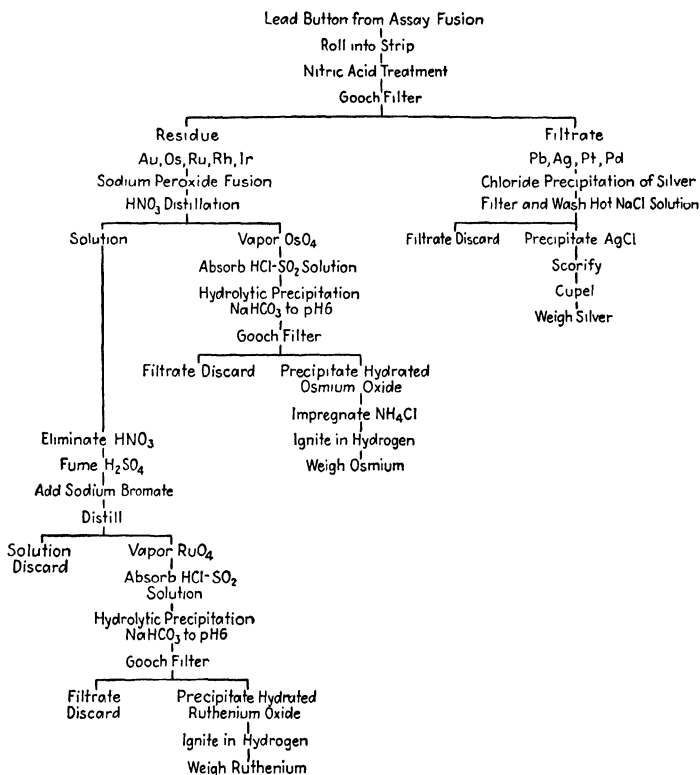 Lead Button from Assay Fusion
Roll into Strip
Nitric Acid Treatment
Gooch Filter
Residue
Au, Os, Ru, Rh, Ir
Sodium Peroxide Fusion
HNO₃ Distillation
Filtrate
Pb, Ag, Pt, Pd
Chloride Precipitation of Silver
Filter and Wash Hot NaCl Solution
Solution
Vapor OsO₄
Absorb HCl-SO₂ Solution
Hydrolytic Precipitation
NaHCO₃ to pH6
Gooch Filter
Filtrate Discard
Precipitate AgCl
Scorify
Cupel
Weigh Silver
Filtrate Discard
Precipitate Hydrated
Osmium Oxide
Impregnate NH₄Cl
Ignite in Hydrogen
Weigh Osmium
Eliminate HNO₃
Fume H₂SO₄
Add Sodium Bromate
Distill
Solution
Discard
Vapor RuO₄
Absorb HCl-SO₂
Solution
Hydrolytic Precipitation
NaHCO₃ to pH6
Gooch Filter
Filtrate
Discard
Precipitate Hydrated
Ruthenium Oxide
Ignite in Hydrogen
Weigh Ruthenium